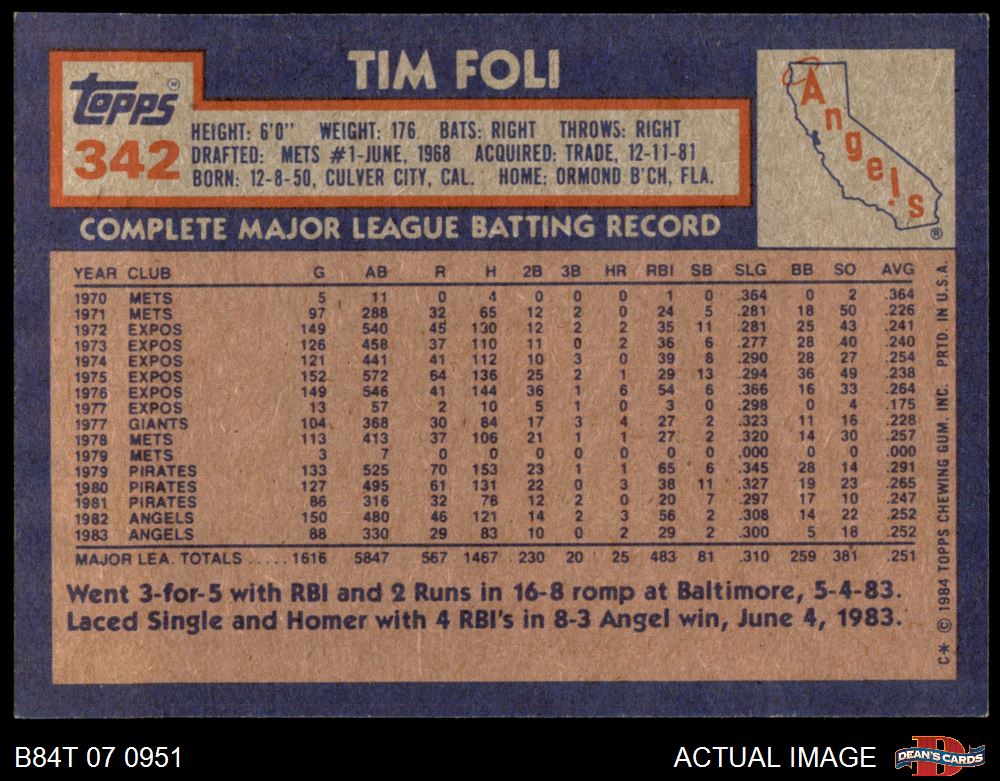 TIM FOLI
topps
342
HEIGHT: 6'0" WEIGHT: 176 BATS: RIGHT THROWS: RIGHT
DRAFTED: METS #1-JUNE, 1968 ACQUIRED: TRADE, 12-11-81
BORN: 12-8-50, CULVER CITY, CAL. HOME: ORMOND B'CH, FLA.
Angels
®
COMPLETE MAJOR LEAGUE BATTING RECORD
YEAR CLUB G AB R H 2B 3B HR RBI SB SLG BB SO AVG
1970 METS 5 11 0 4 0 0 0 1 0 .364 0 2 .364
1971 METS 97 288 32 65 12 2 0 24 5 .281 18 50 .226
1972 EXPOS 149 540 45 130 12 2 2 35 11 .281 25 43 .241
1973 EXPOS 126 458 37 110 11 0 2 36 6 .277 28 40 .240
1974 EXPOS 121 441 41 112 10 3 0 39 8 .290 28 27 .254
1975 EXPOS 152 572 64 136 25 2 1 29 13 .294 36 49 .238
1976 EXPOS 149 546 41 144 36 1 6 54 6 .366 16 33 .264
1977 EXPOS 13 57 2 10 5 1 0 3 0 .298 0 4 .175
1977 GIANTS 104 368 30 84 17 3 4 27 2 .323 11 16 .228
1978 METS 113 413 37 106 21 1 1 27 2 .320 14 30 .257
1979 METS 3 7 0 0 0 0 0 0 0 .000 0 0 .000
1979 PIRATES 133 525 70 153 23 1 1 65 6 .345 28 14 .291
1980 PIRATES 127 495 61 131 22 0 3 38 11 .327 19 23 .265
1981 PIRATES 86 316 32 78 12 2 0 20 7 .297 17 10 .247
1982 ANGELS 150 480 46 121 14 2 3 56 2 .308 14 22 .252
1983 ANGELS 88 330 29 83 10 0 2 29 2 .300 5 18 .252
MAJOR LEA. TOTALS ..... 1616 5847 567 1467 230 20 25 483 81 .310 259 381 .251
Went 3-for-5 with RBI and 2 Runs in 16-8 romp at Baltimore, 5-4-83.
Laced Single and Homer with 4 RBI's in 8-3 Angel win, June 4, 1983.
C* © 1984 TOPPS CHEWING GUM, INC. PRTD. IN U.S.A.
B84T 07 0951
ACTUAL IMAGE
D
DEAN'S CARDS